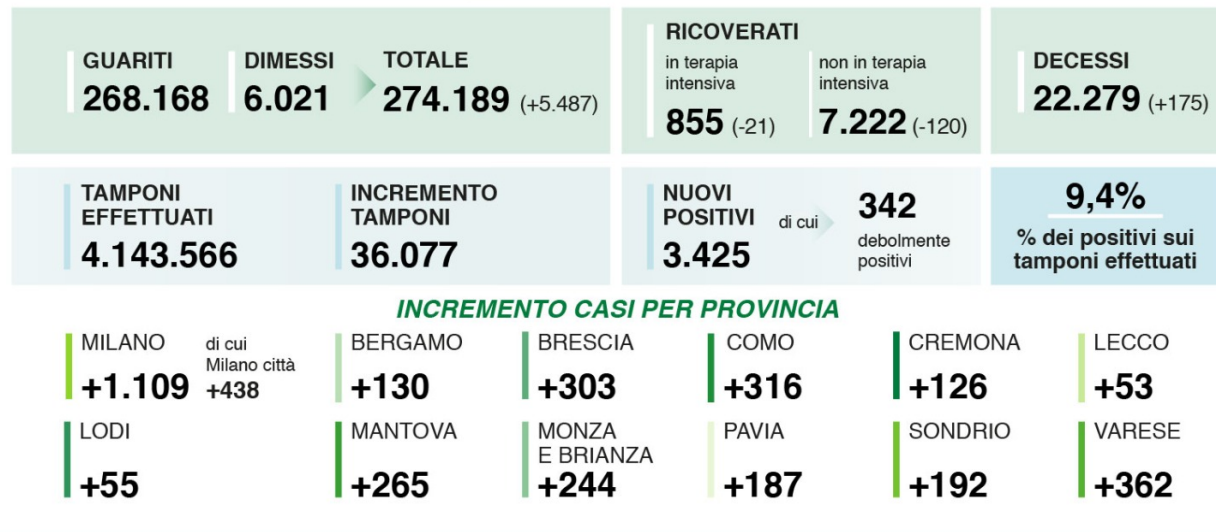 GUARITI
268.168
DIMESSI
6.021
TOTALE
274.189 (+5.487)
RICOVERATI
in terapia
intensiva
855 (-21)
non in terapia
intensiva
7.222 (-120)
DECESSI
22.279 (+175)
TAMPONI
EFFETTUATI
4.143.566
INCREMENTO
TAMPONI
36.077
NUOVI
POSITIVI
3.425
di cui
342
debolmente
positivi
9,4%
% dei positivi sui
tamponi effettuati
INCREMENTO CASI PER PROVINCIA
MILANO
+1.109
di cui
Milano città
+438
BERGAMO
+130
BRESCIA
+303
COMO
+316
CREMONA
+126
LECCO
+53
LODI
+55
MANTOVA
+265
MONZA
E BRIANZA
+244
PAVIA
+187
SONDRIO
+192
VARESE
+362